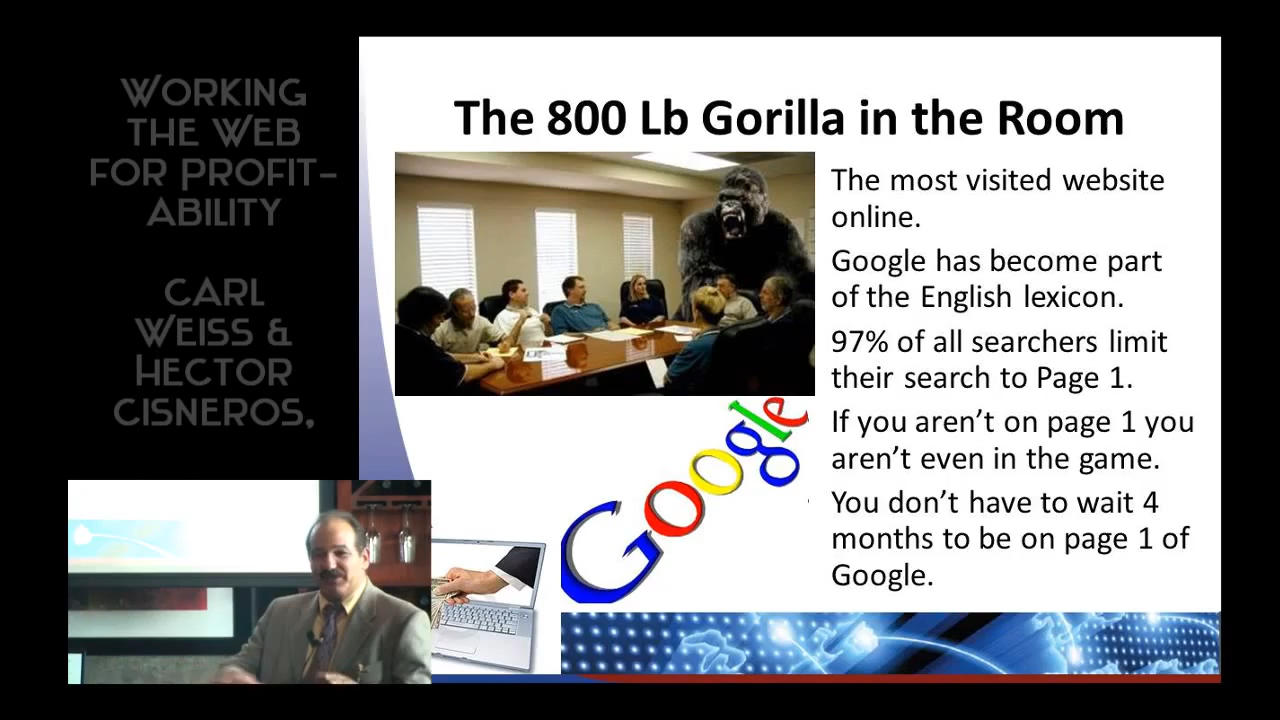 WORKING
THE WEB
FOR PROFIT-
ABILITY
CARL
WEISS &
HECTOR
CISNEROS,
The 800 Lb Gorilla in the Room
The most visited website
online.
Google has become part
of the English lexicon.
97% of all searchers limit
their search to Page 1.
If you aren’t on page 1 you
aren’t even in the game.
You don’t have to wait 4
months to be on page 1 of
Google.
Google